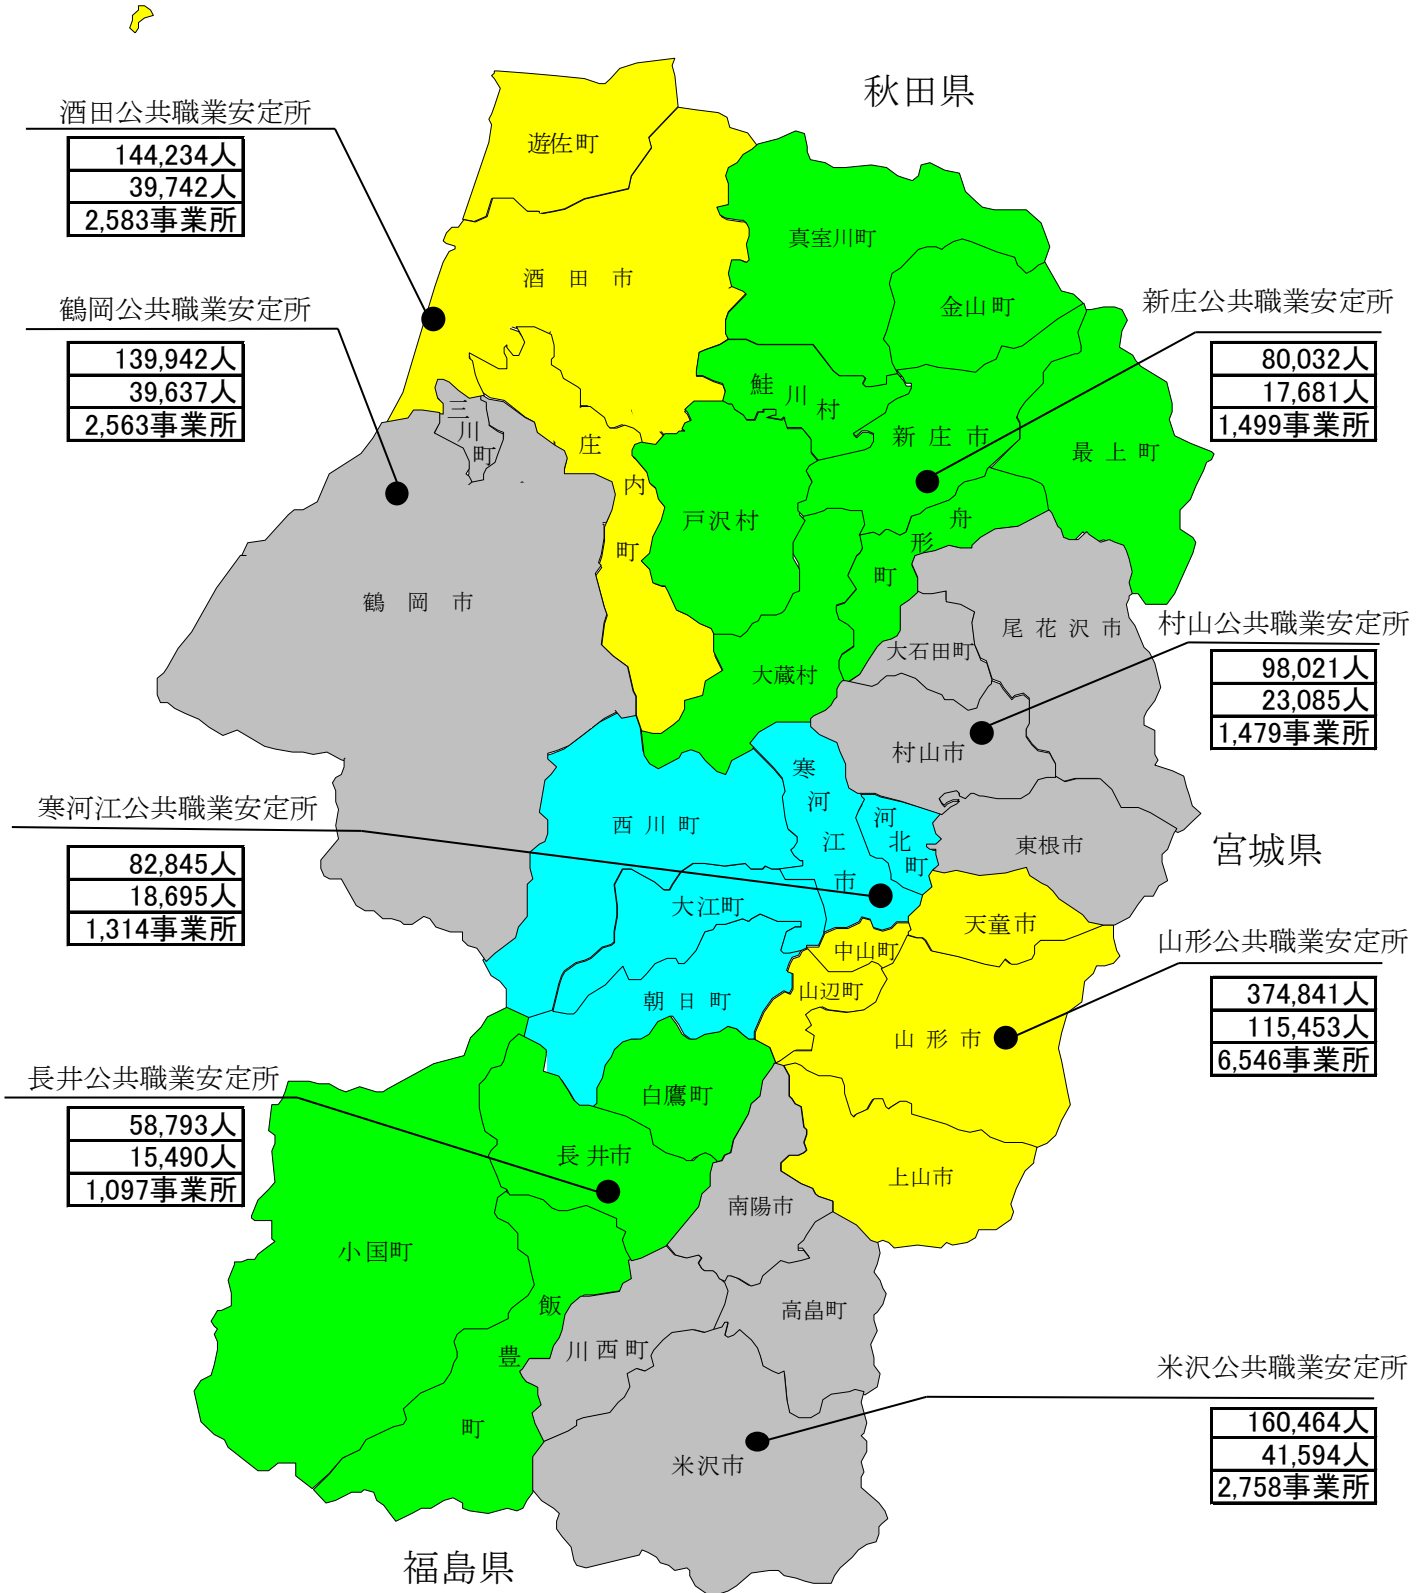 秋田県
酒田公共職業安定所
144,234人
39,742人
2,583事業所
遊佐町
真室川町
酒田市
金山町
新庄公共職業安定所
80,032人
17,681人
1,499事業所
鶴岡公共職業安定所
139,942人
39,637人
2,563事業所
三川町
庄内町
鮭川村
新庄市
最上町
戸沢村
舟形町
鶴岡市
大蔵村
大石田町
尾花沢市
村山公共職業安定所
98,021人
23,085人
1,479事業所
村山市
寒河江公共職業安定所
82,845人
18,695人
1,314事業所
西川町
寒河江市
河北町
東根市
宮城県
大江町
天童市
中山町
山形公共職業安定所
374,841人
115,453人
6,546事業所
朝日町
山辺町
山形市
長井公共職業安定所
58,793人
15,490人
1,097事業所
白鷹町
長井市
上山市
南陽市
小国町
飯豊町
高畠町
川西町
米沢公共職業安定所
160,464人
41,594人
2,758事業所
米沢市
福島県